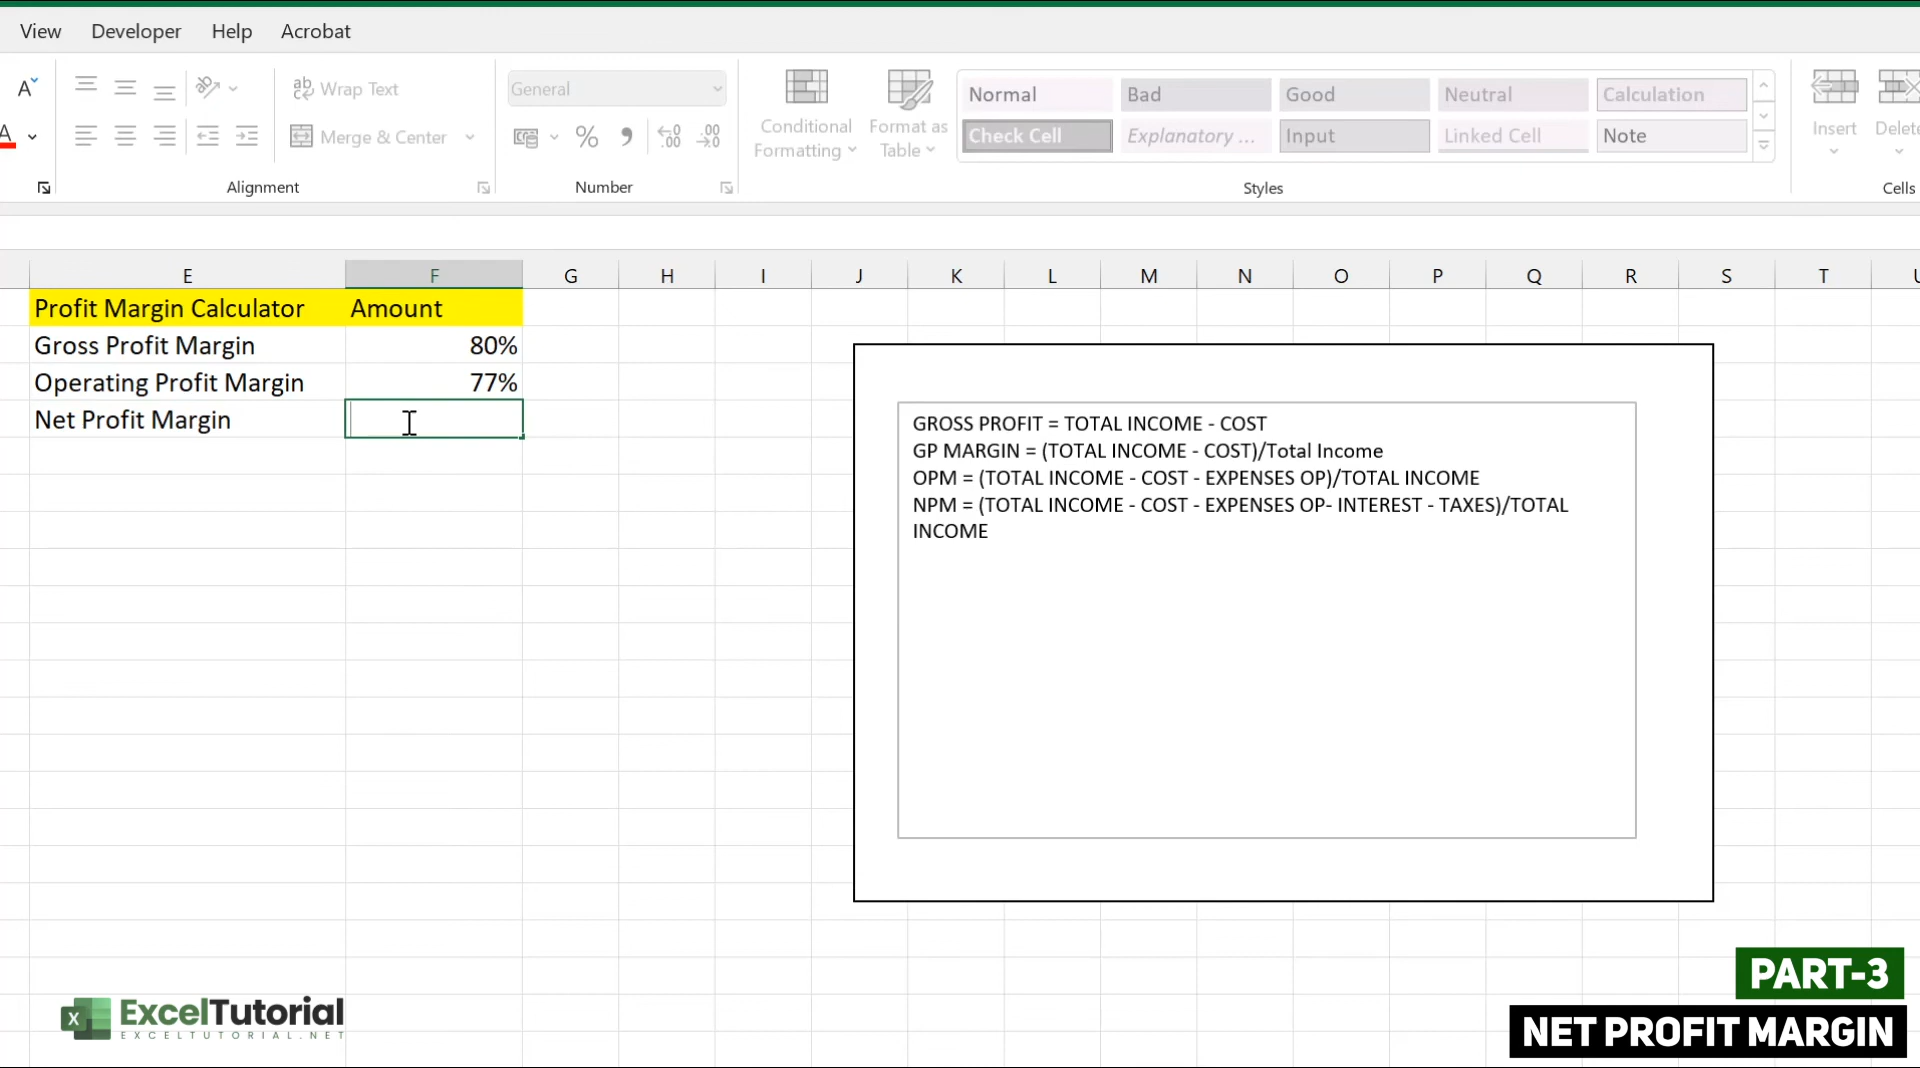 View Developer Help Acrobat
A
ab Wrap Text
General
Conditional Formatting
Format as Table
Normal Bad Good Neutral Calculation
Check Cell Explanatory ... Input Linked Cell Note
Insert Delete
A
Merge & Center
% , .00
Alignment Number Styles Cells
E F G H I J K L M N O P Q R S T U
Profit Margin Calculator Amount
Gross Profit Margin 80%
Operating Profit Margin 77%
Net Profit Margin
GROSS PROFIT = TOTAL INCOME - COST
GP MARGIN = (TOTAL INCOME - COST)/Total Income
OPM = (TOTAL INCOME - COST - EXPENSES OP)/TOTAL INCOME
NPM = (TOTAL INCOME - COST - EXPENSES OP- INTEREST - TAXES)/TOTAL
INCOME
PART-3
NET PROFIT MARGIN
X ExcelTutorial
EXCELTUTORIAL.NET